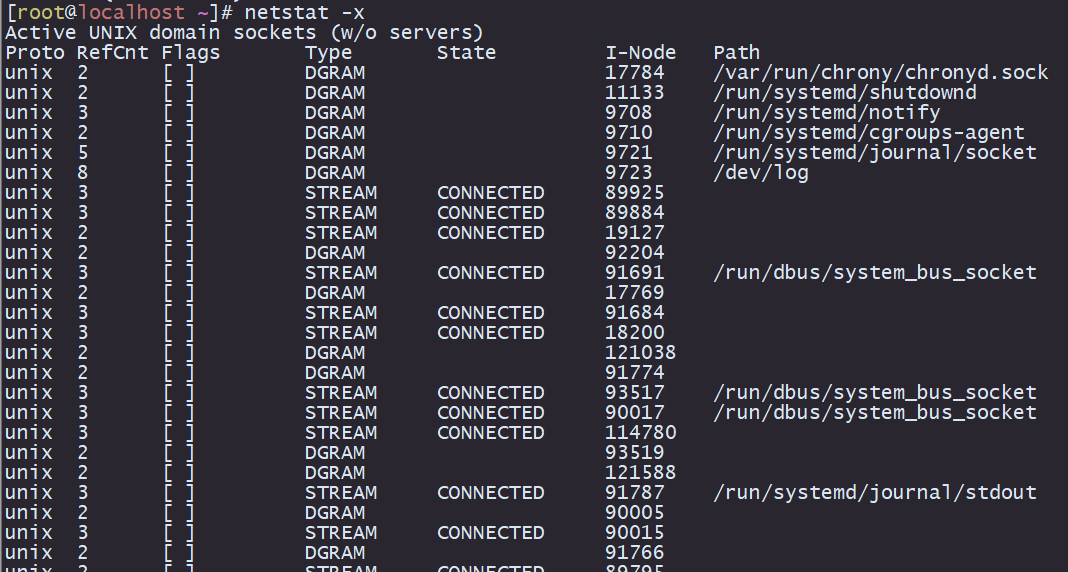 [root@localhost ~]# netstat -x
Active UNIX domain sockets (w/o servers)
Proto RefCnt Flags       Type       State         I-Node   Path
unix  2      [ ]         DGRAM                    17784    /var/run/chrony/chronyd.sock
unix  2      [ ]         DGRAM                    11133    /run/systemd/shutdownd
unix  3      [ ]         DGRAM                    9708     /run/systemd/notify
unix  2      [ ]         DGRAM                    9710     /run/systemd/cgroups-agent
unix  5      [ ]         DGRAM                    9721     /run/systemd/journal/socket
unix  8      [ ]         DGRAM                    9723     /dev/log
unix  3      [ ]         STREAM     CONNECTED     89925
unix  3      [ ]         STREAM     CONNECTED     89884
unix  3      [ ]         STREAM     CONNECTED     19127
unix  2      [ ]         DGRAM                    92204
unix  3      [ ]         STREAM     CONNECTED     91691    /run/dbus/system_bus_socket
unix  2      [ ]         DGRAM                    17769
unix  3      [ ]         STREAM     CONNECTED     91684
unix  3      [ ]         STREAM     CONNECTED     18200
unix  2      [ ]         DGRAM                    121038
unix  2      [ ]         DGRAM                    91774
unix  3      [ ]         STREAM     CONNECTED     93517    /run/dbus/system_bus_socket
unix  3      [ ]         STREAM     CONNECTED     90017    /run/dbus/system_bus_socket
unix  3      [ ]         STREAM     CONNECTED     114780
unix  2      [ ]         DGRAM                    93519
unix  2      [ ]         DGRAM                    121588
unix  3      [ ]         STREAM     CONNECTED     91787    /run/systemd/journal/stdout
unix  2      [ ]         DGRAM                    90005
unix  3      [ ]         STREAM     CONNECTED     90015
unix  2      [ ]         DGRAM                    91766
unix         [ ]         STREAM     CONNECTED